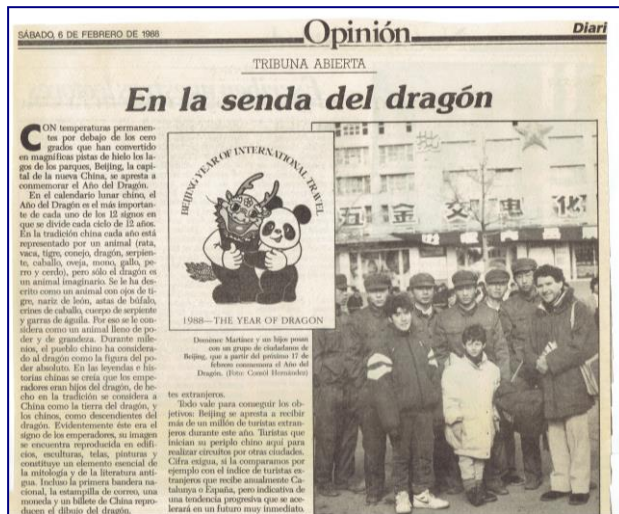 SÁBADO, 6 DE FEBRERO DE 1988
Opinión
Diari
TRIBUNA ABIERTA
En la senda del dragón
CON temperaturas permanen-
tes por debajo de los cero
grados que han convertido
en magníficas pistas de hielo los la-
gos de los parques, Beijing, la capi-
tal de la nueva China, se apresta a
conmemorar el Año del Dragón.
En el calendario lunar chino, el
Año del Dragón es el más importan-
te de cada uno de los 12 signos en
que se divide cada ciclo de 12 años.
En la tradición china cada año está
representado por un animal (rata,
vaca, tigre, conejo, dragón, serpien-
te, caballo, oveja, mono, gallo, pe-
rro y cerdo), pero sólo el dragón es
un animal imaginario. Se le ha des-
crito como un animal con ojos de ti-
gre, nariz de león, astas de búfalo,
crines de caballo, cuerpo de serpiente
y garras de águila. Por eso se le con-
sidera como un animal lleno de po-
der y de grandeza. Durante mile-
nios, el pueblo chino ha considera-
do al dragón como la figura del po-
der absoluto. En las leyendas e his-
torias chinas se creía que los empe-
radores eran hijos del dragón, de he-
cho en la tradición se considera a
China como la tierra del dragón, y
los chinos, como descendientes del
dragón. Evidentemente éste era el
signo de los emperadores, su imagen
se encuentra reproducida en edifi-
cios, esculturas, telas, pinturas y
constituye un elemento esencial de
la mitología y de la literatura anti-
gua. Incluso la primera bandera na-
cional, la estampilla de correo, una
moneda y un billete de China repro-
ducen el dibujo del dragón.
BEIJING YEAR OF INTERNATIONAL TRAVEL
1988—THE YEAR OF DRAGON
Domènec Martínez y un hijos posan
con un grupo de ciudadanos de
Beijing, que a partir del próximo 17 de
febrero conmemora el Año del
Dragón. (Foto: Consol Hernández)
tes extranjeros.
Todo vale para conseguir los ob-
jetivos: Beijing se apresta a recibir
más de un millón de turistas extran-
jeros durante este año. Turistas que
inician su periplo chino aquí para
realizar circuitos por otras ciudades.
Cifra exigua, si la comparamos por
ejemplo con el índice de turistas ex-
tranjeros que recibe anualmente Ca-
talunya o España, pero indicativa de
una tendencia progresiva que se ace-
lerará en un futuro muy inmediato.
五金交电化